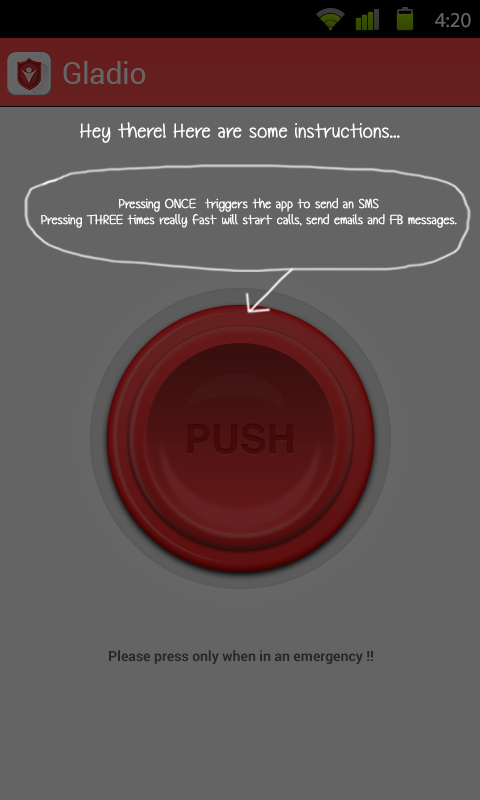 4:20
Gladio
Hey there! Here are some instructions...
Pressing ONCE triggers the app to send an SMS
Pressing THREE times really fast will start calls, send emails and FB messages.
PUSH
Please press only when in an emergency !!